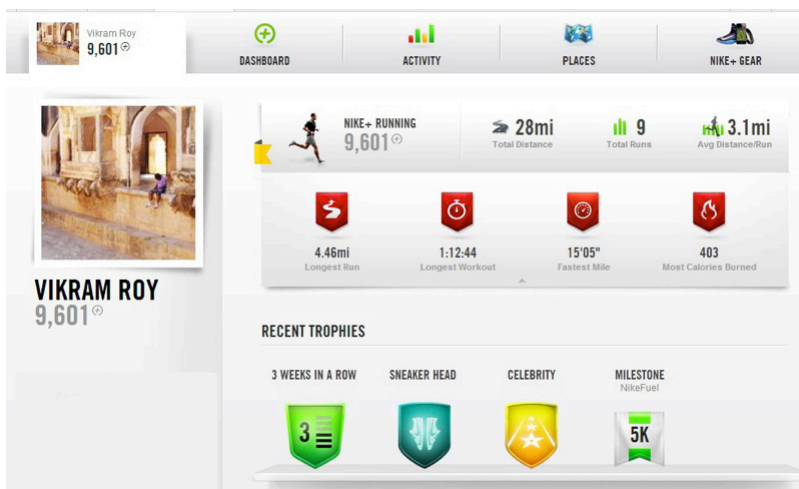 Vikram Roy
9,601
DASHBOARD
ACTIVITY
PLACES
NIKE+ GEAR
NIKE+ RUNNING
9,601
28mi
Total Distance
9
Total Runs
3.1mi
Avg Distance/Run
4.46mi
Longest Run
1:12:44
Longest Workout
15'05"
Fastest Mile
403
Most Calories Burned
VIKRAM ROY
9,601
RECENT TROPHIES
3 WEEKS IN A ROW
SNEAKER HEAD
CELEBRITY
MILESTONE
NikeFuel
3
5K